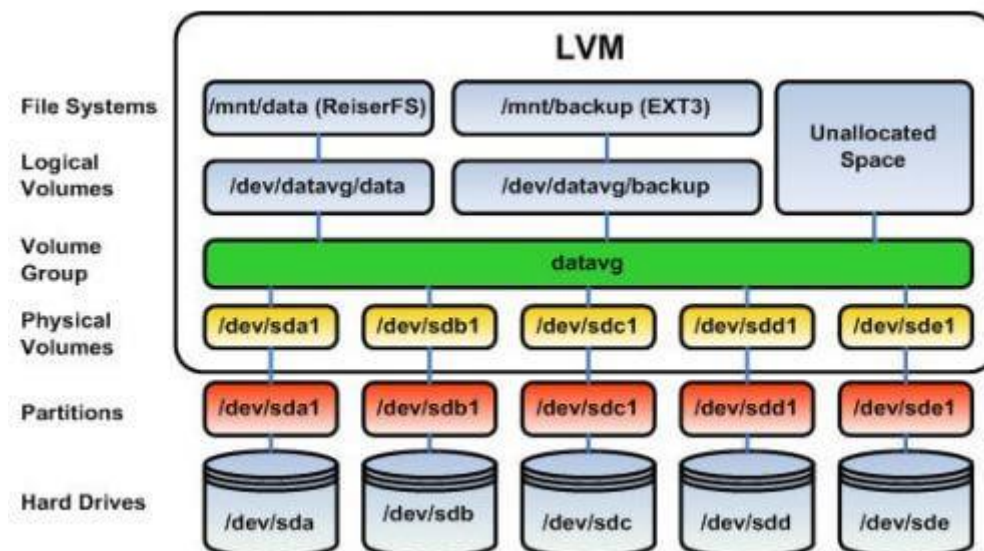 LVM
File Systems
/mnt/data (ReiserFS)
/mnt/backup (EXT3)
Unallocated
Space
Logical
Volumes
/dev/datavg/data
/dev/datavg/backup
Volume
Group
datavg
Physical
Volumes
/dev/sda1
/dev/sdb1
/dev/sdc1
/dev/sdd1
/dev/sde1
Partitions
/dev/sda1
/dev/sdb1
/dev/sdc1
/dev/sdd1
/dev/sde1
Hard Drives
/dev/sda
/dev/sdb
/dev/sdc
/dev/sdd
/dev/sde